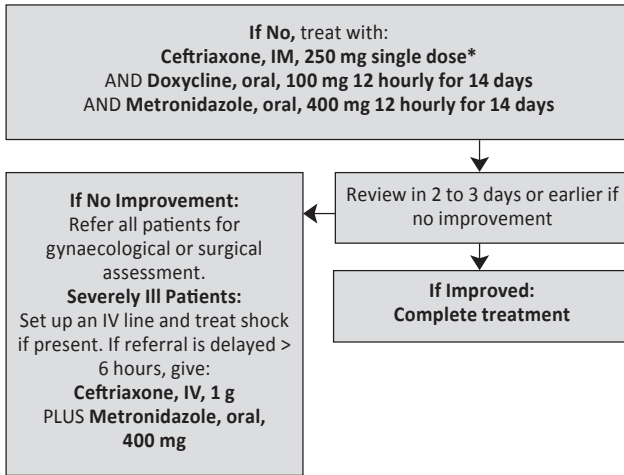 If No, treat with:
Ceftriaxone, IM, 250 mg single dose*
AND Doxycline, oral, 100 mg 12 hourly for 14 days
AND Metronidazole, oral, 400 mg 12 hourly for 14 days
Review in 2 to 3 days or earlier if
no improvement
If No Improvement:
Refer all patients for
gynaecological or surgical
assessment.
Severely Ill Patients:
Set up an IV line and treat shock
if present. If referral is delayed >
6 hours, give:
Ceftriaxone, IV, 1 g
PLUS Metronidazole, oral,
400 mg
If Improved:
Complete treatment